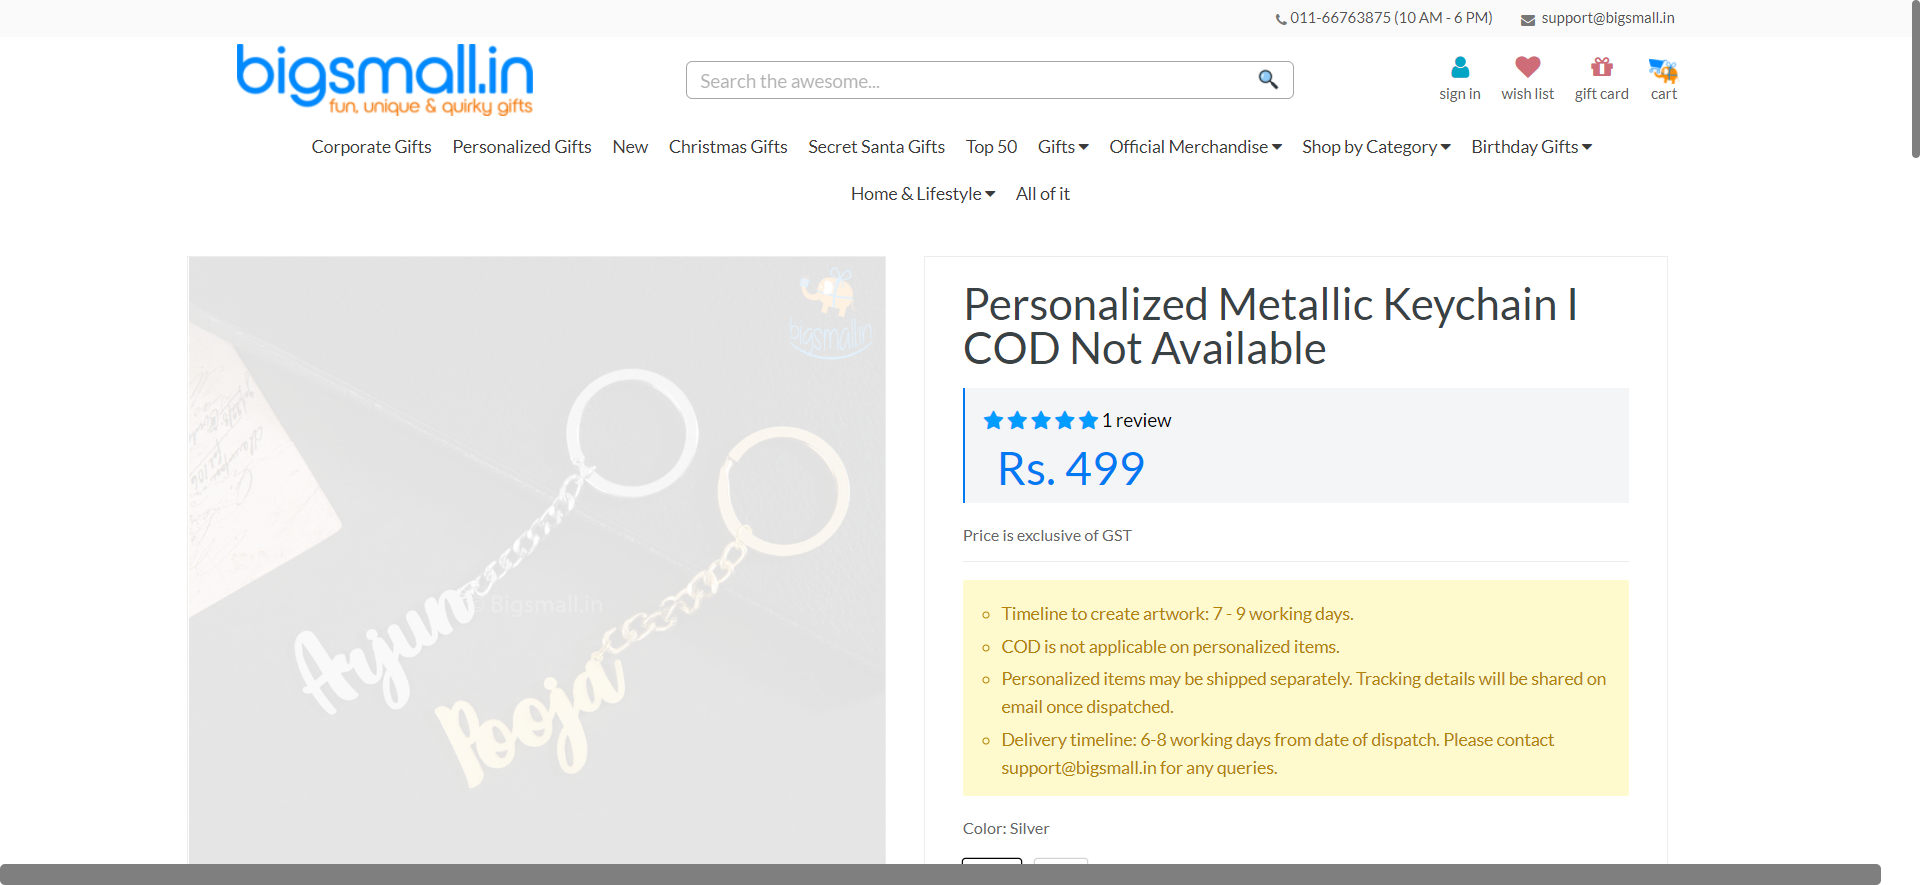 011-66763875 (10 AM - 6 PM) support@bigsmall.in
bigsmall.in
fun, unique & quirky gifts
Search the awesome...
sign in wish list gift card cart
Corporate Gifts Personalized Gifts New Christmas Gifts Secret Santa Gifts Top 50 Gifts Official Merchandise Shop by Category Birthday Gifts
Home & Lifestyle All of it
bigsmall.in
© Bigsmall.in
Arjun
Pooja
Personalized Metallic Keychain I
COD Not Available
1 review
Rs. 499
Price is exclusive of GST
Timeline to create artwork: 7 - 9 working days.
COD is not applicable on personalized items.
Personalized items may be shipped separately. Tracking details will be shared on
email once dispatched.
Delivery timeline: 6-8 working days from date of dispatch. Please contact
support@bigsmall.in for any queries.
Color: Silver